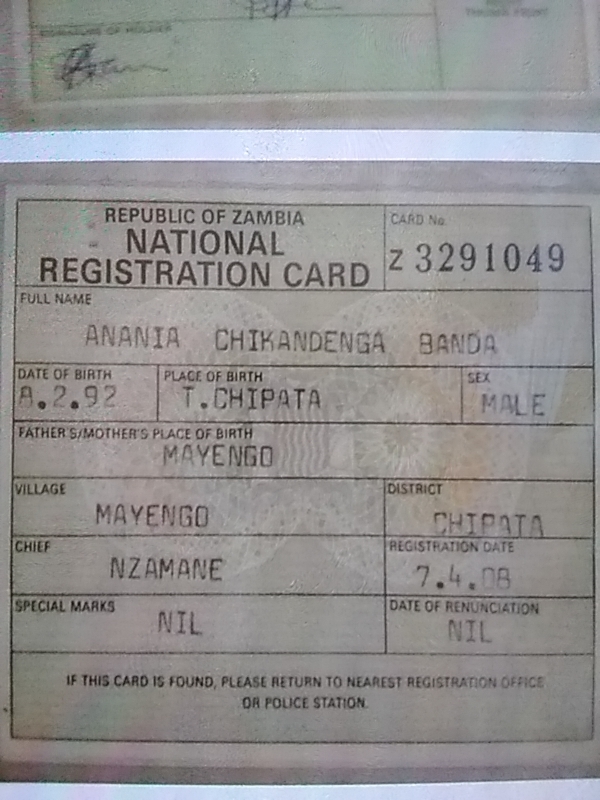 SIGNATURE OF HOLDER
REPUBLIC OF ZAMBIA
NATIONAL
REGISTRATION CARD
CARD No.
Z 3291049
FULL NAME
ANANIA CHIKANDENGA BANDA
DATE OF BIRTH
8.2.92
PLACE OF BIRTH
T.CHIPATA
SEX
MALE
FATHER'S/MOTHER'S PLACE OF BIRTH
MAYENGO
VILLAGE
MAYENGO
DISTRICT
CHIPATA
CHIEF
NZAMANE
REGISTRATION DATE
7.4.08
SPECIAL MARKS
NIL
DATE OF RENUNCIATION
NIL
IF THIS CARD IS FOUND, PLEASE RETURN TO NEAREST REGISTRATION OFFICE
OR POLICE STATION.